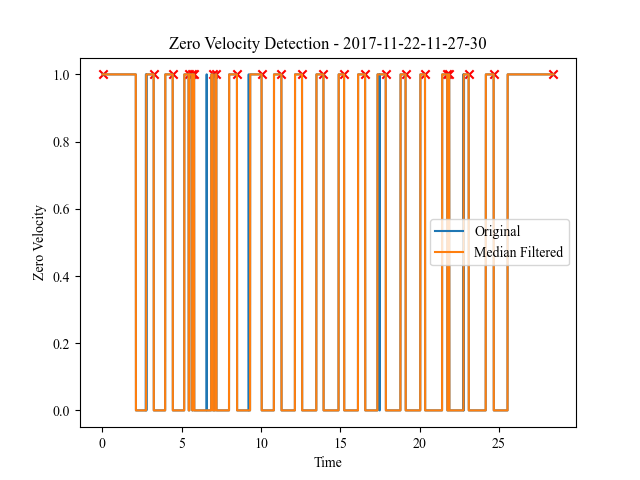 Zero Velocity Detection - 2017-11-22-11-27-30
1.0
0.8
0.6
0.4
0.2
0.0
Zero Velocity
Original
Median Filtered
0 5 10 15 20 25
Time